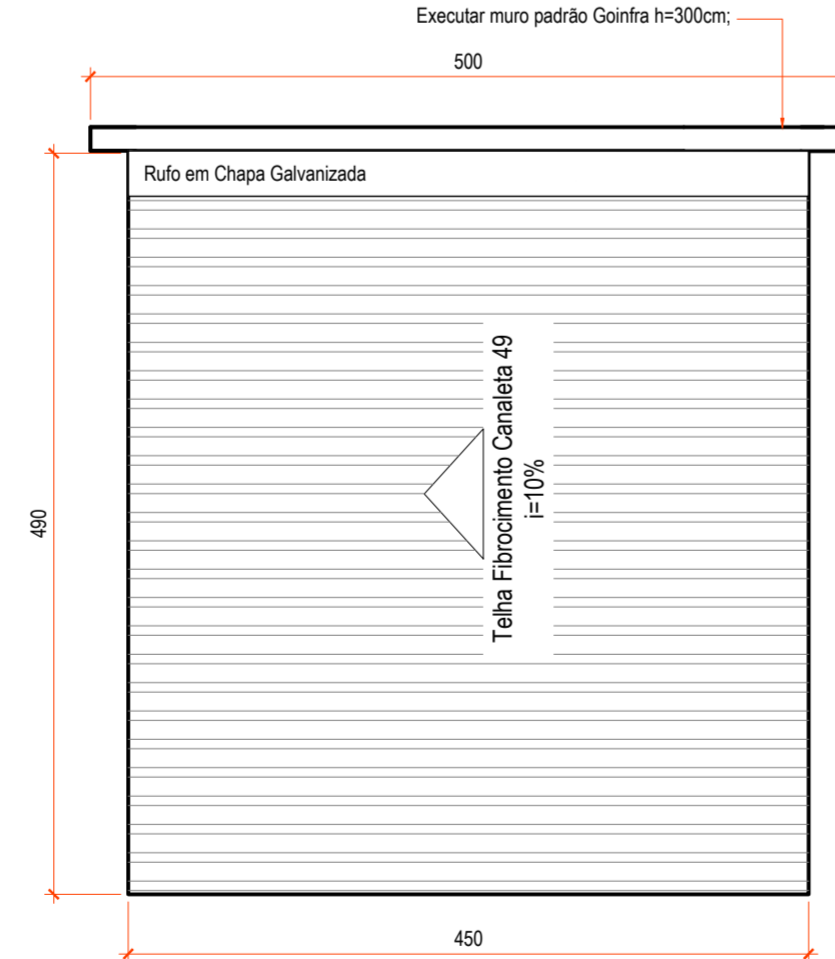 Executar muro padrão Goinfra h=300cm;
500
Rufo em Chapa Galvanizada
Telha Fibrocimento Canaleta 49
i=10%
490
450